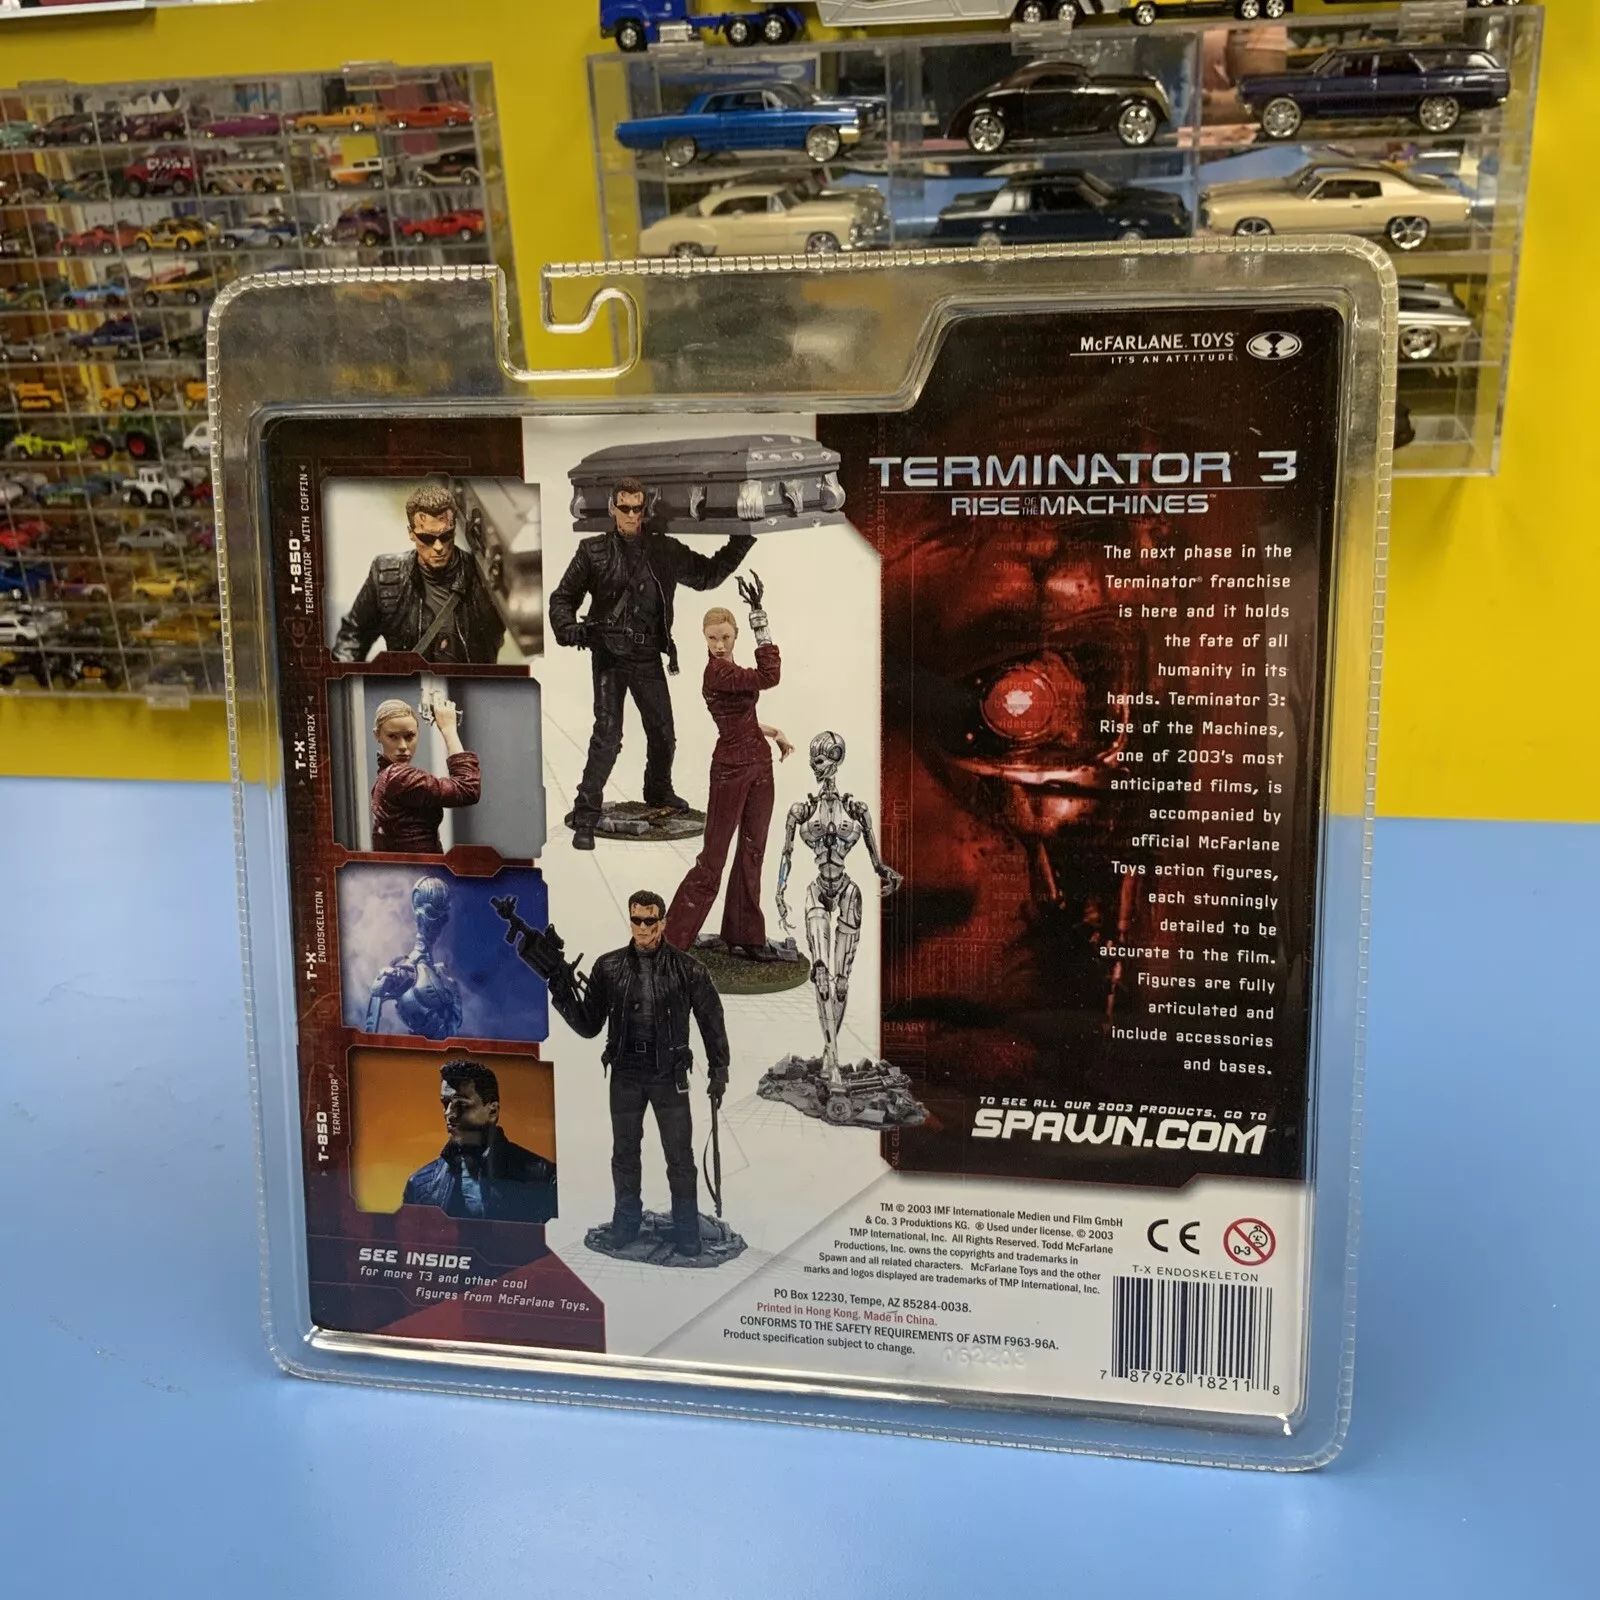 McFARLANE TOYS™
IT'S AN ATTITUDE
TERMINATOR 3
RISE OF THE MACHINES™
The next phase in the
Terminator® franchise
is here and it holds
the fate of all
humanity in its
hands. Terminator 3:
Rise of the Machines,
one of 2003's most
anticipated films, is
accompanied by
official McFarlane
Toys action figures,
each stunningly
detailed to be
accurate to the film.
Figures are fully
articulated and
include accessories
and bases.
TO SEE ALL OUR 2003 PRODUCTS, GO TO
SPAWN.COM
T-850™
TERMINATOR® WITH COFFIN
T-X™
TERMINATRIX™
T-X™
ENDOSKELETON
T-850™
TERMINATOR®
SEE INSIDE
for more T3 and other cool
figures from McFarlane Toys.
BINARY
TM © 2003 IMF Internationale Medien und Film GmbH
& Co. 3 Produktions KG. ® Used under license. © 2003
TMP International, Inc. All Rights Reserved. Todd McFarlane
Productions, Inc. owns the copyrights and trademarks in
Spawn and all related characters. McFarlane Toys and the other
marks and logos displayed are trademarks of TMP International, Inc.
PO Box 12230, Tempe, AZ 85284-0038.
Printed in Hong Kong. Made in China.
CONFORMS TO THE SAFETY REQUIREMENTS OF ASTM F963-96A.
Product specification subject to change.
CE
0-3
T-X ENDOSKELETON
7 87926 18211 8